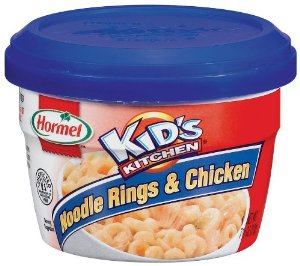 Hormel
KID'S
KITCHEN®
Noodle Rings & Chicken